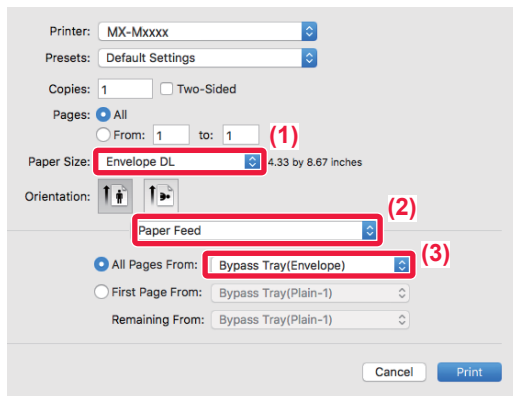 Printer: MX-Mxxxx
Presets: Default Settings
Copies: 1 Two-Sided
Pages: All
From: 1 to: 1 (1)
Paper Size: Envelope DL 4.33 by 8.67 inches
Orientation:
(2)
Paper Feed
(3)
All Pages From: Bypass Tray(Envelope)
First Page From: Bypass Tray(Plain-1)
Remaining From: Bypass Tray(Plain-1)
Cancel Print